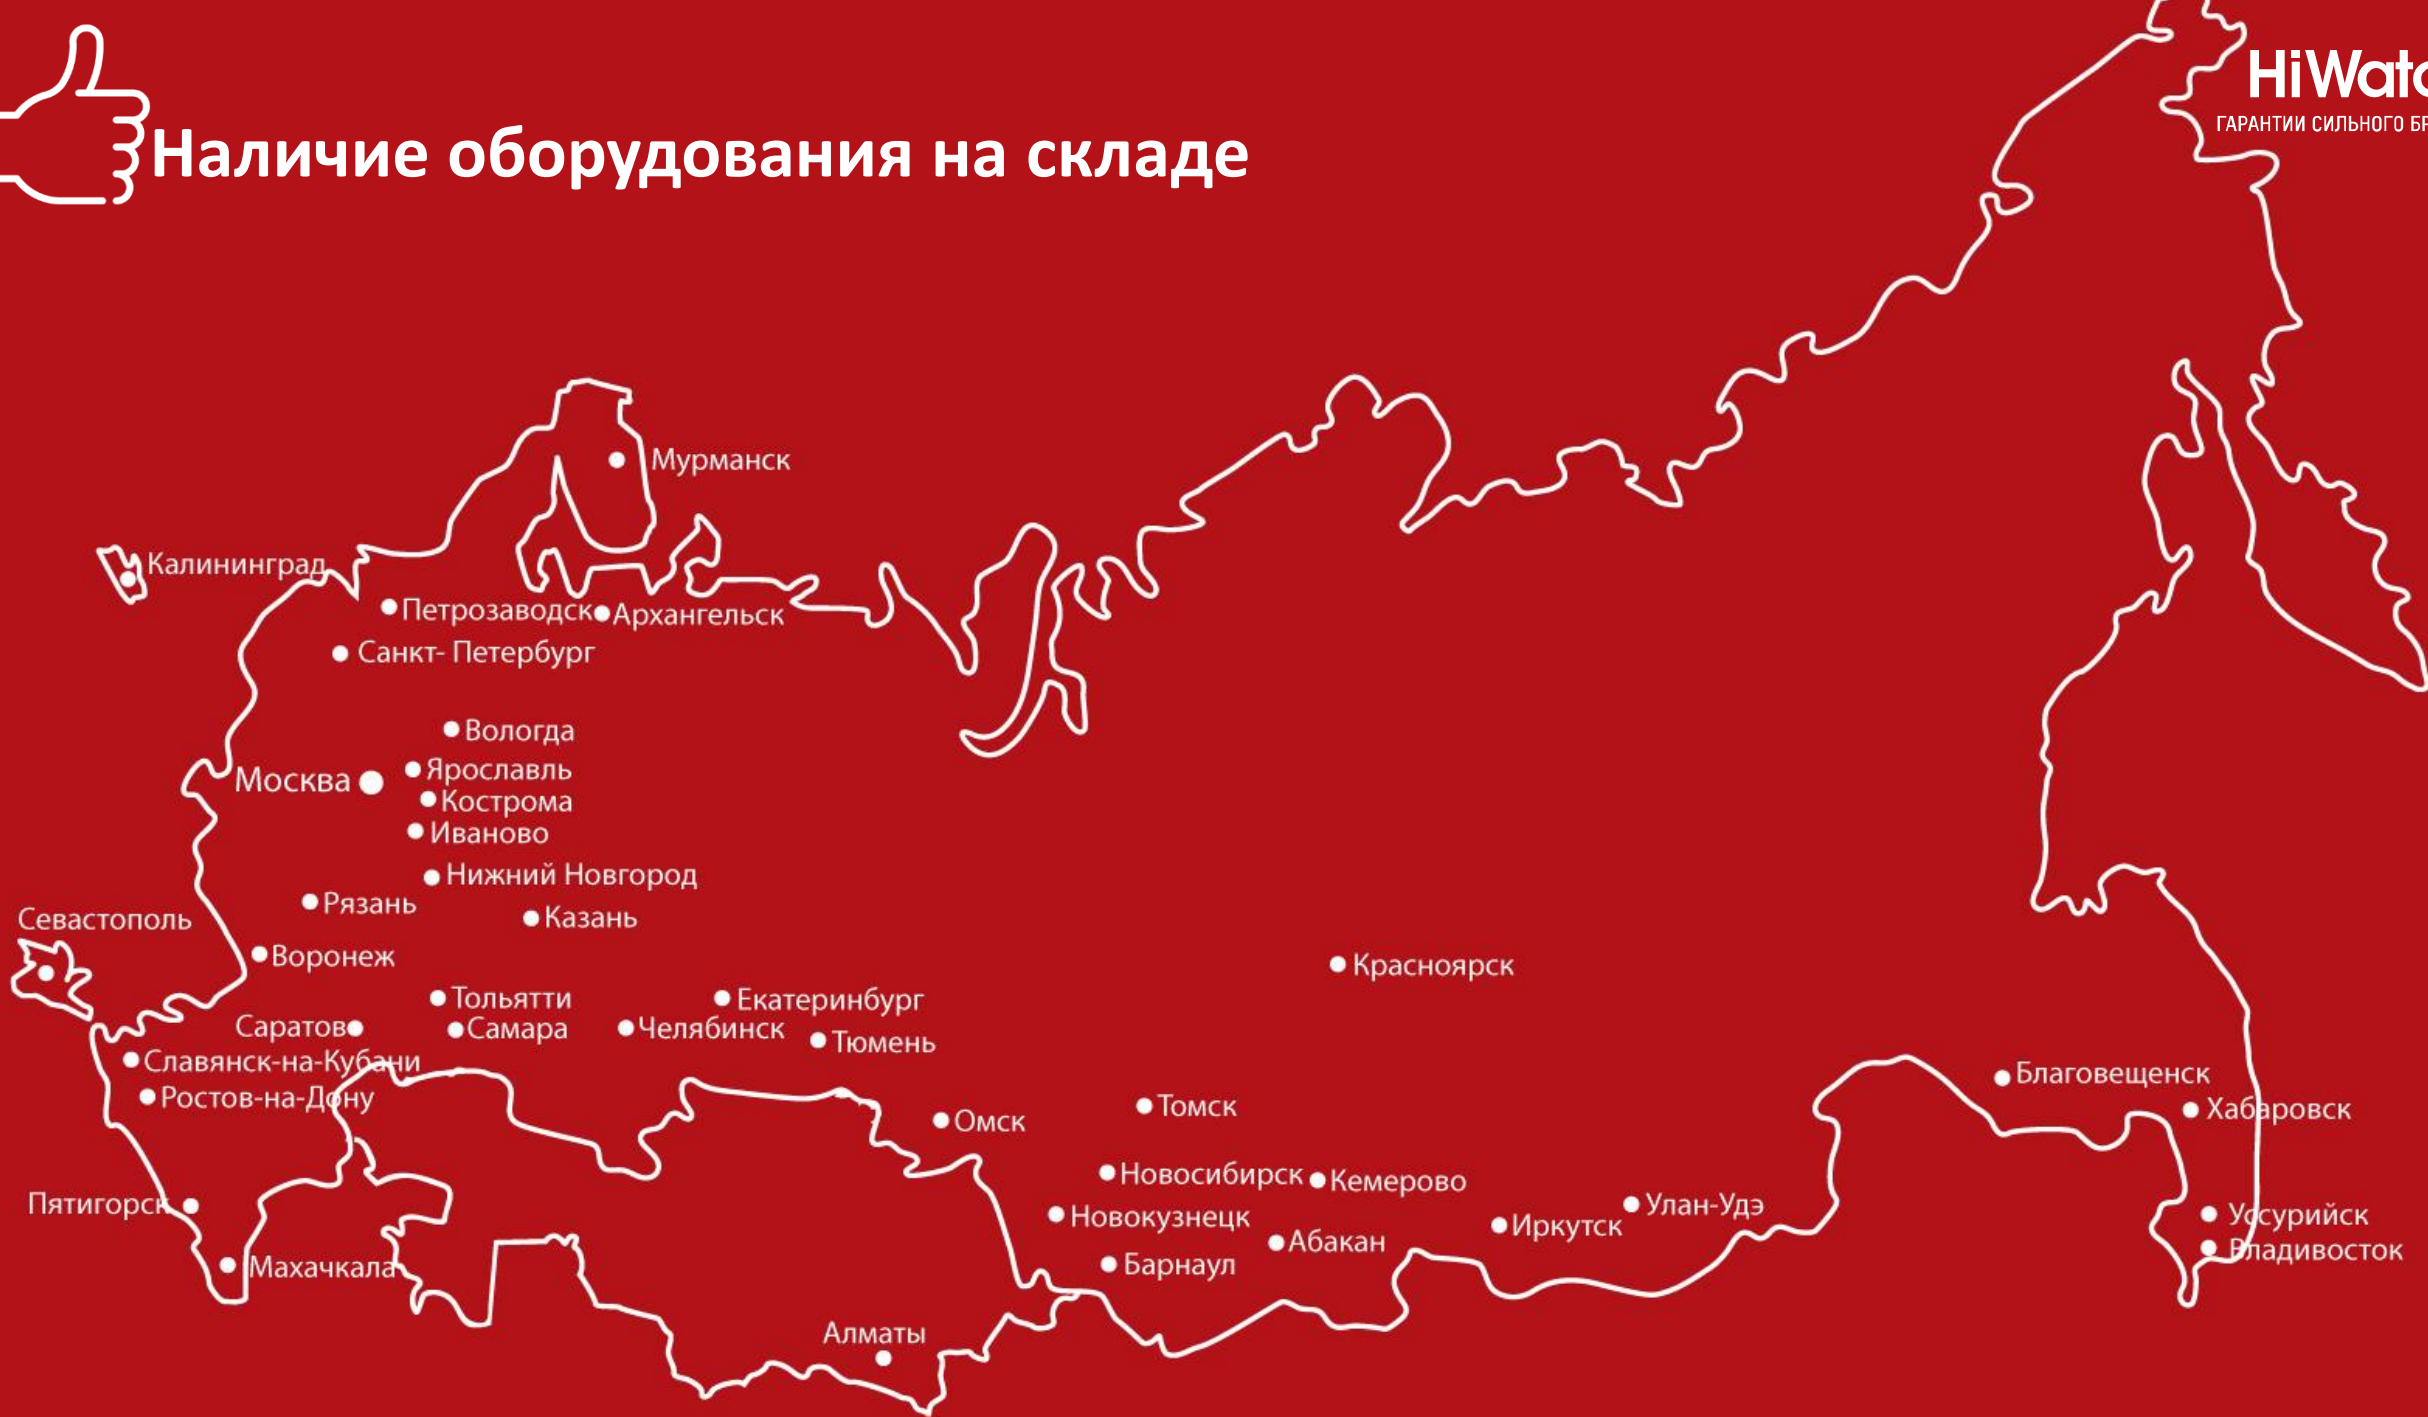 HiWatc
ГАРАНТИИ СИЛЬНОГО
Наличие оборудования на складе
Мурманск
Калининград
Петрозаводск
Архангельск
Санкт- Петербург
Вологда
Ярославль
Москва
Кострома
Иваново
Нижний Новгород
Рязань
Казань
Севастополь
Воронеж
Красноярск
Тольятти
Екатеринбург
Саратов
Самара
Челябинск
Тюмень
Славянск-на-Кубани
Ростов-на-Дону
Благовещенск
Хабаровск
Омск
Томск
Новосибирск
Кемерово
Пятигорск
Новокузнецк
Улан-Удэ
Иркутск
Уссурийск
Абакан
Владивосток
Махачкала
Барнаул
Алматы